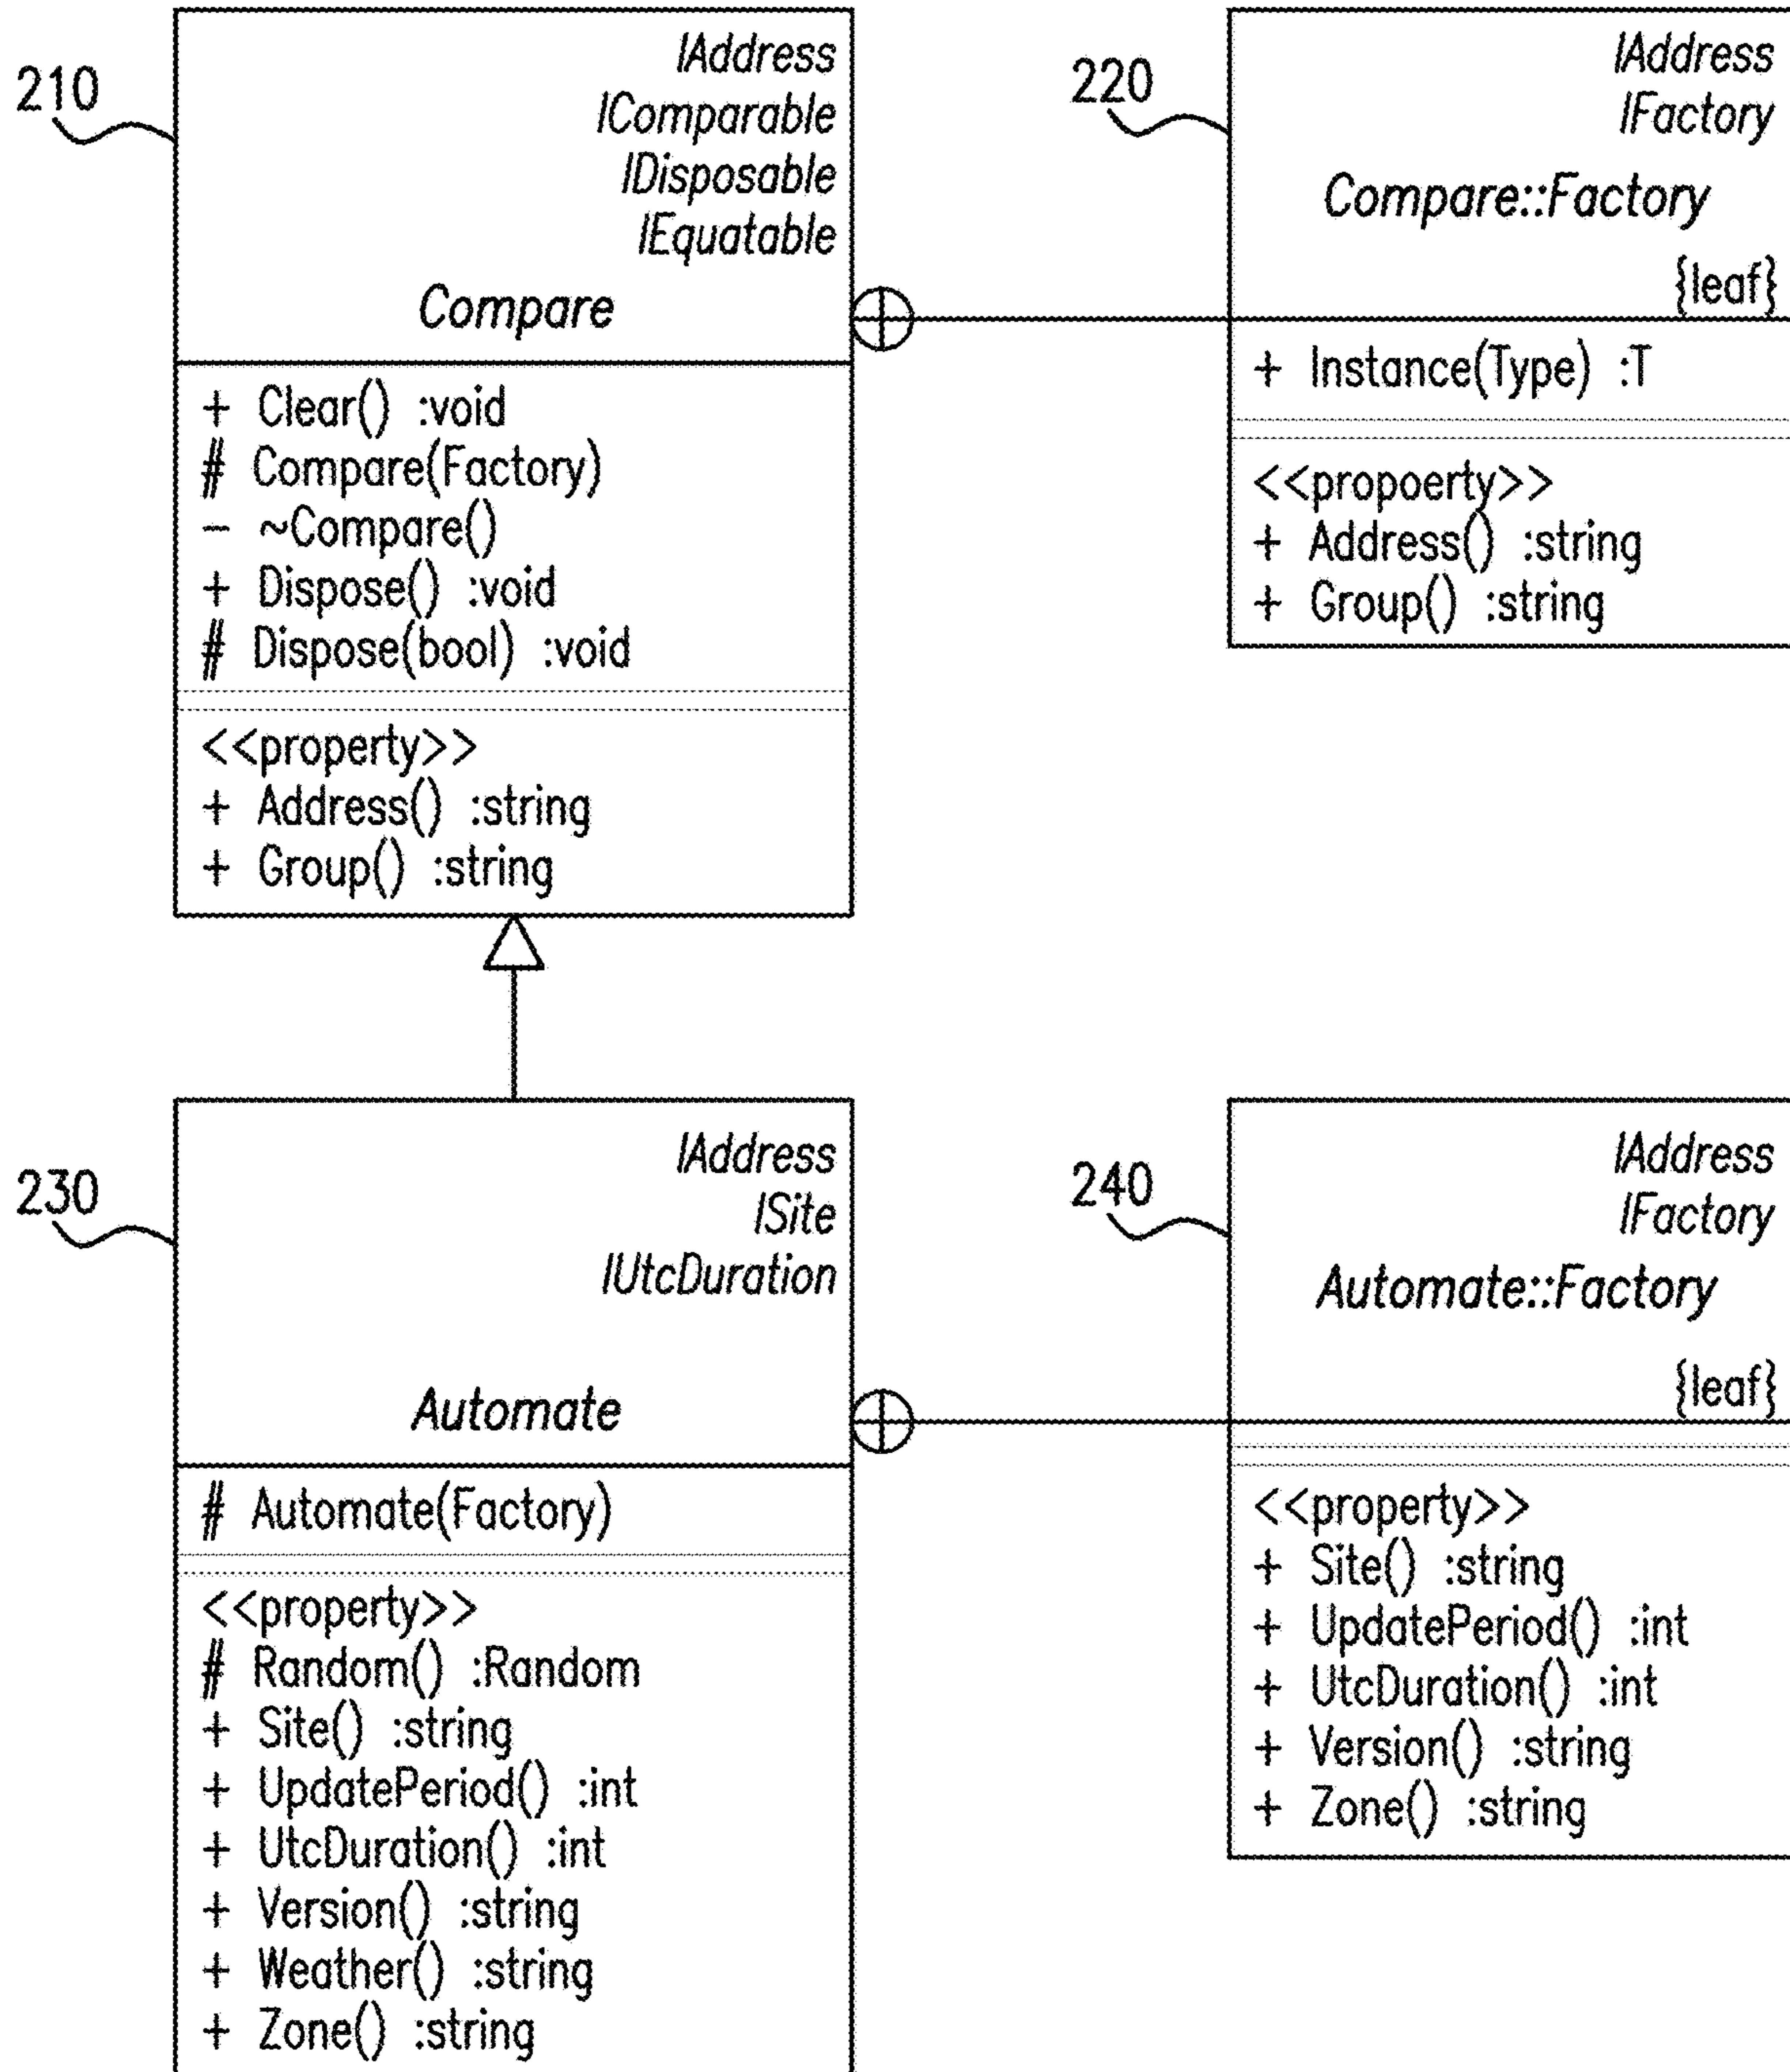 210
IAddress
IComparable
IDisposable
IEquatable
Compare
+ Clear() :void
# Compare(Factory)
- ~Compare()
+ Dispose() :void
# Dispose(bool) :void
<<property>>
+ Address() :string
+ Group() :string
220
IAddress
IFactory
Compare::Factory
{leaf}
+ Instance(Type) :T
<<propoerty>>
+ Address() :string
+ Group() :string
230
IAddress
ISite
IUtcDuration
Automate
# Automate(Factory)
<<property>>
# Random() :Random
+ Site() :string
+ UpdatePeriod() :int
+ UtcDuration() :int
+ Version() :string
+ Weather() :string
+ Zone() :string
240
IAddress
IFactory
Automate::Factory
{leaf}
<<property>>
+ Site() :string
+ UpdatePeriod() :int
+ UtcDuration() :int
+ Version() :string
+ Zone() :string